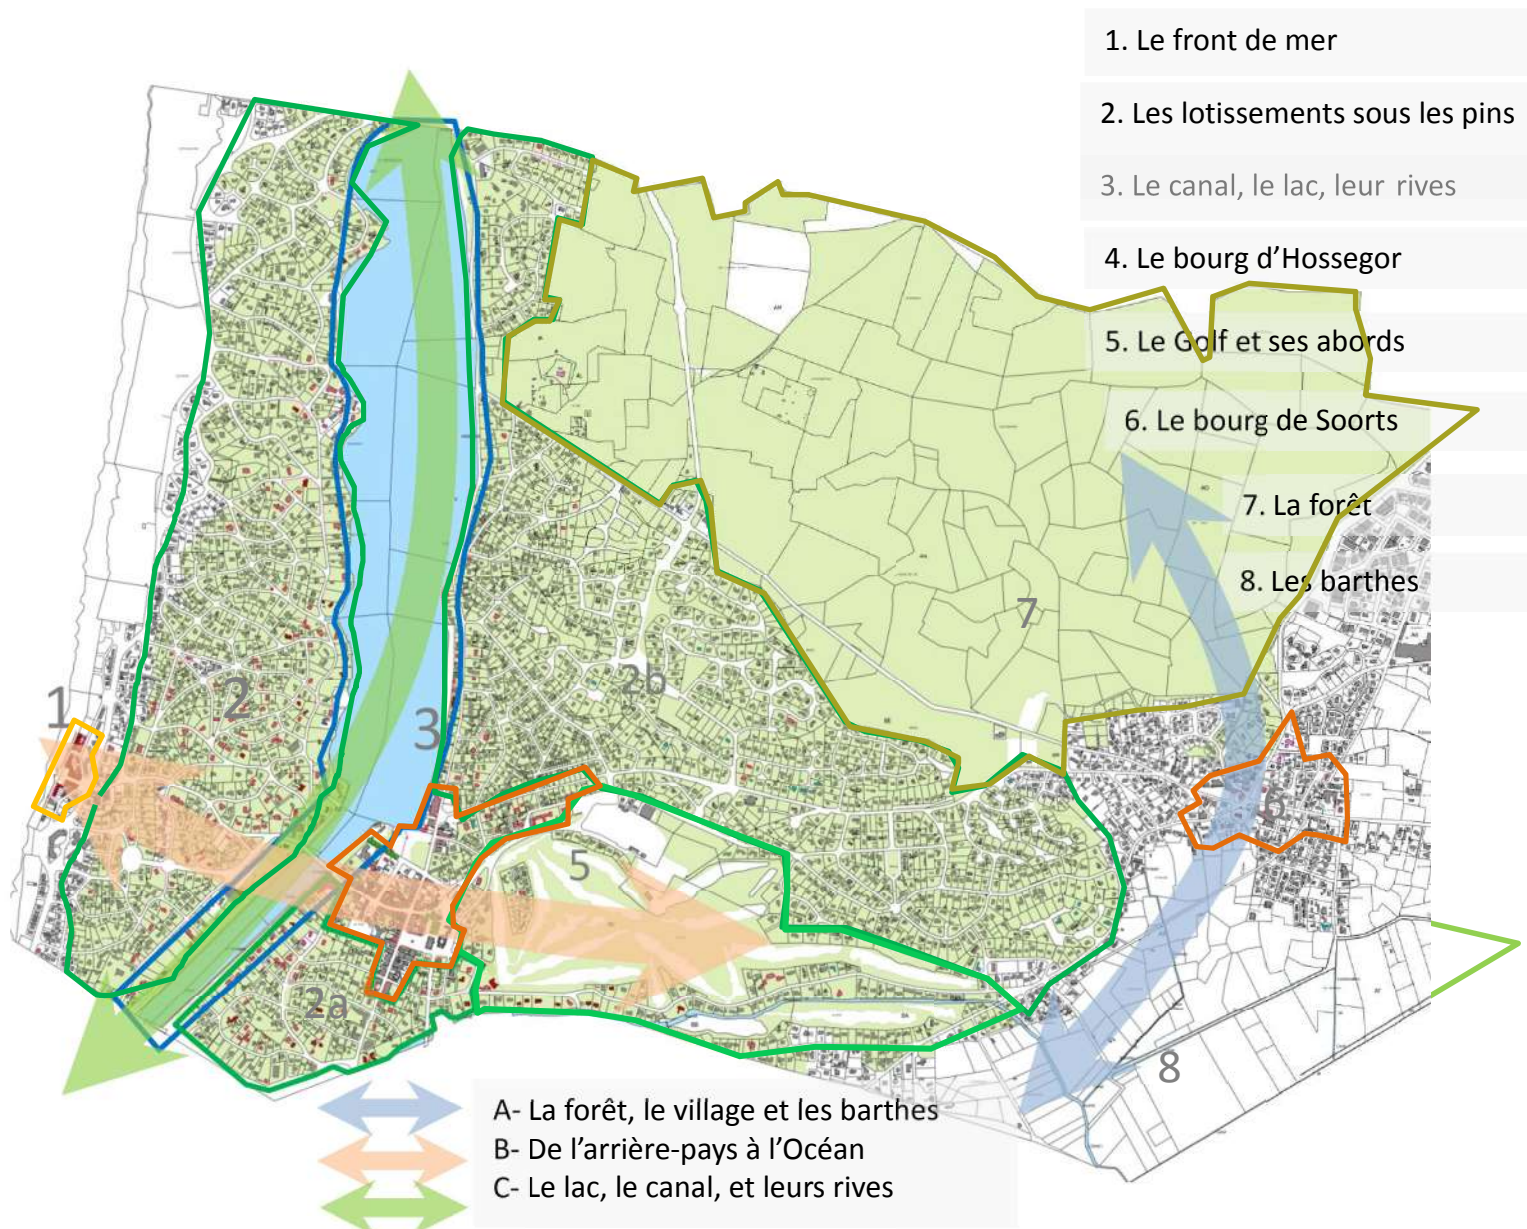 1. Le front de mer
2. Les lotissements sous les pins
3. Le canal, le lac, leur rives
4. Le bourg d'Hossegor
5. Le Golf et ses abords
6. Le bourg de Soorts
7. La forêt
8. Les barthes
7
2b
1
2
3
6
5
2a
8
A- La forêt, le village et les barthes
B- De l'arrière-pays à l'Océan
C- Le lac, le canal, et leurs rives